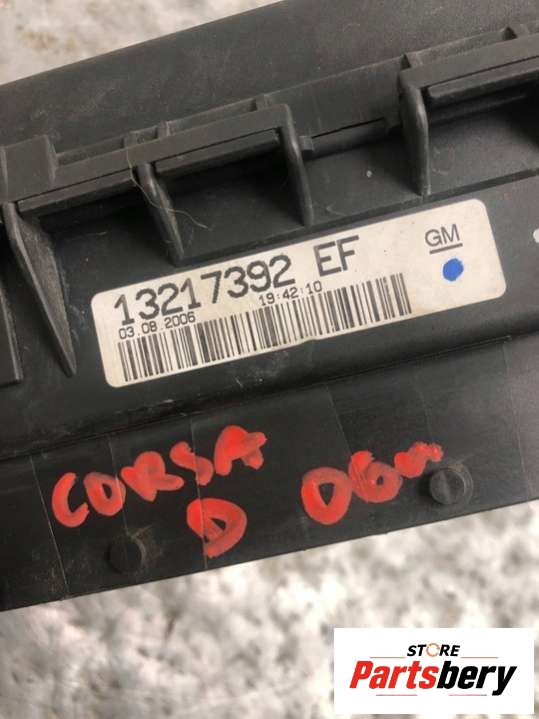 13217392 EF
GM
03.08.2006
19:42:10
CORSA
D 06
STORE
Partsbery